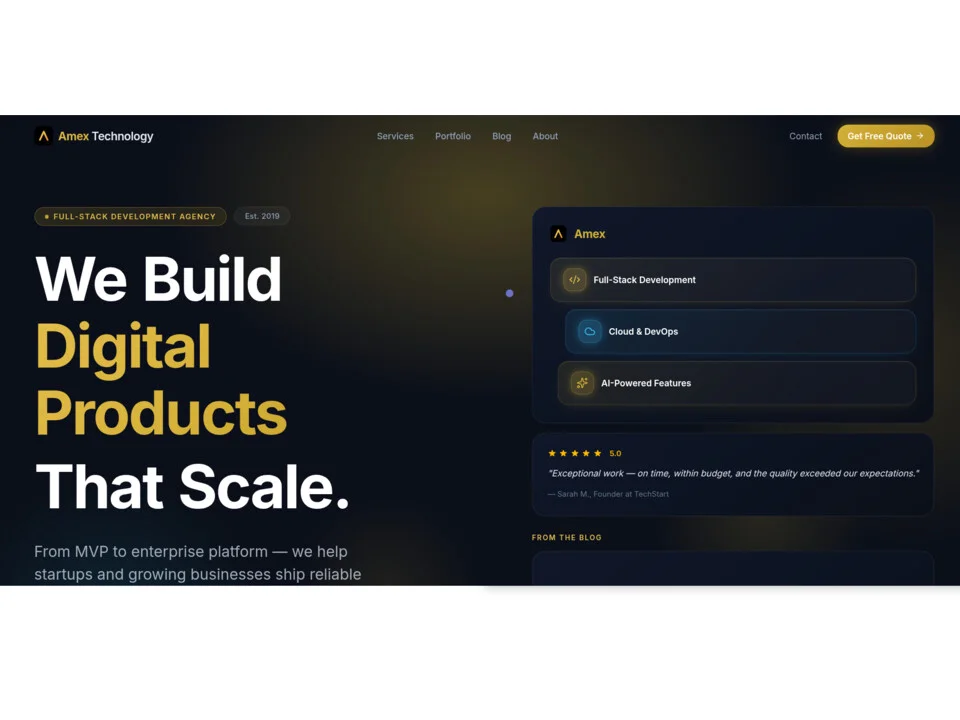 Amex Technology
Services
Portfolio
Blog
About
Contact
Get Free Quote →
FULL-STACK DEVELOPMENT AGENCY
Est. 2019
We Build
Digital
Products
That Scale.
From MVP to enterprise platform — we help
startups and growing businesses ship reliable
Amex
Full-Stack Development
Cloud & DevOps
AI-Powered Features
★ ★ ★ ★ ★ 5.0
"Exceptional work — on time, within budget, and the quality exceeded our expectations."
— Sarah M., Founder at TechStart
FROM THE BLOG